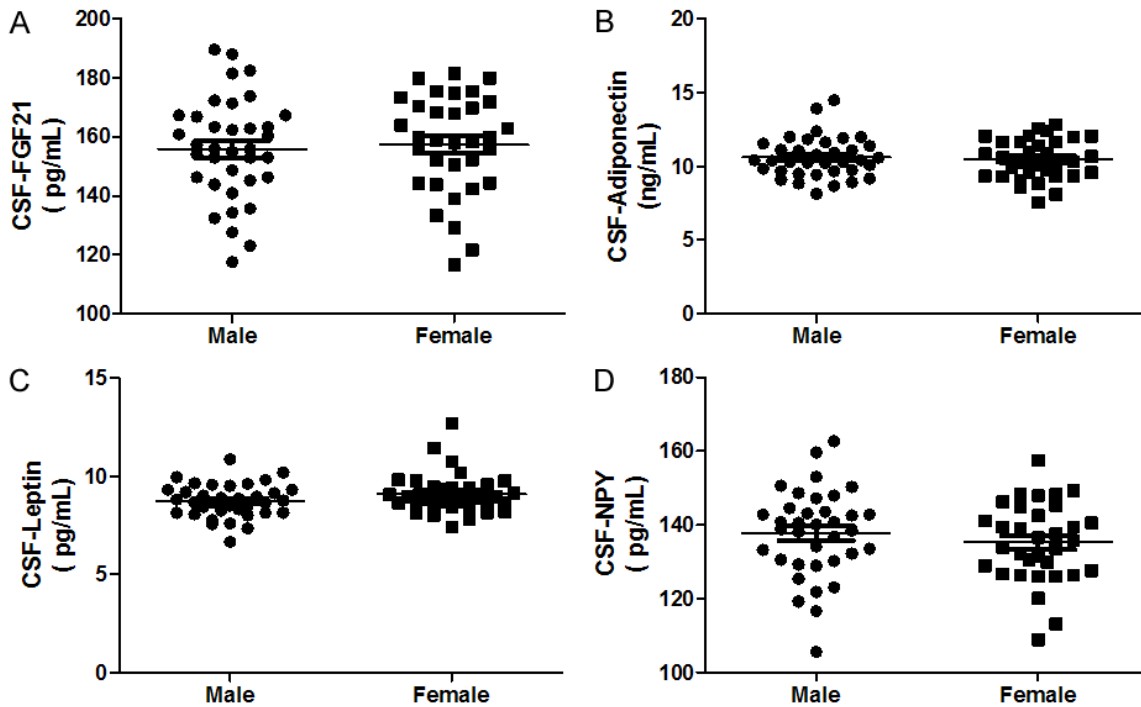 A
CSF-FGF21
( pg/mL)
200
180
160
140
120
100
Male
Female
B
CSF-Adiponectin
(ng/mL)
20
15
10
5
0
Male
Female
C
CSF-Leptin
( pg/mL)
15
10
5
0
Male
Female
D
CSF-NPY
( pg/mL)
180
160
140
120
100
Male
Female